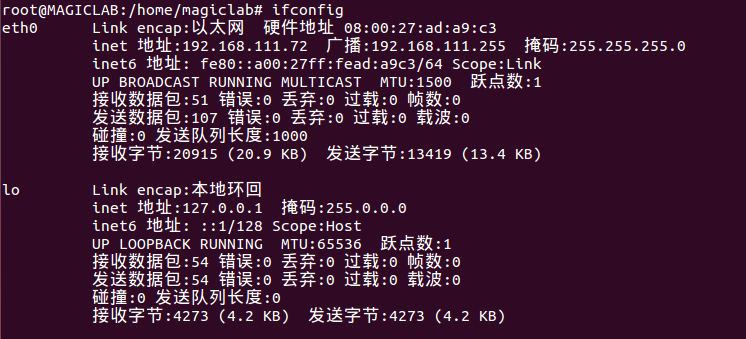 root@MAGICLAB:/home/magiclab# ifconfig
eth0 Link encap:以太网 硬件地址 08:00:27:ad:a9:c3
inet 地址:192.168.111.72 广播:192.168.111.255 掩码:255.255.255.0
inet6 地址: fe80::a00:27ff:fead:a9c3/64 Scope:Link
UP BROADCAST RUNNING MULTICAST MTU:1500 跃点数:1
接收数据包:51 错误:0 丢弃:0 过载:0 帧数:0
发送数据包:107 错误:0 丢弃:0 过载:0 载波:0
碰撞:0 发送队列长度:1000
接收字节:20915 (20.9 KB) 发送字节:13419 (13.4 KB)
lo Link encap:本地环回
inet 地址:127.0.0.1 掩码:255.0.0.0
inet6 地址: ::1/128 Scope:Host
UP LOOPBACK RUNNING MTU:65536 跃点数:1
接收数据包:54 错误:0 丢弃:0 过载:0 帧数:0
发送数据包:54 错误:0 丢弃:0 过载:0 载波:0
碰撞:0 发送队列长度:0
接收字节:4273 (4.2 KB) 发送字节:4273 (4.2 KB)